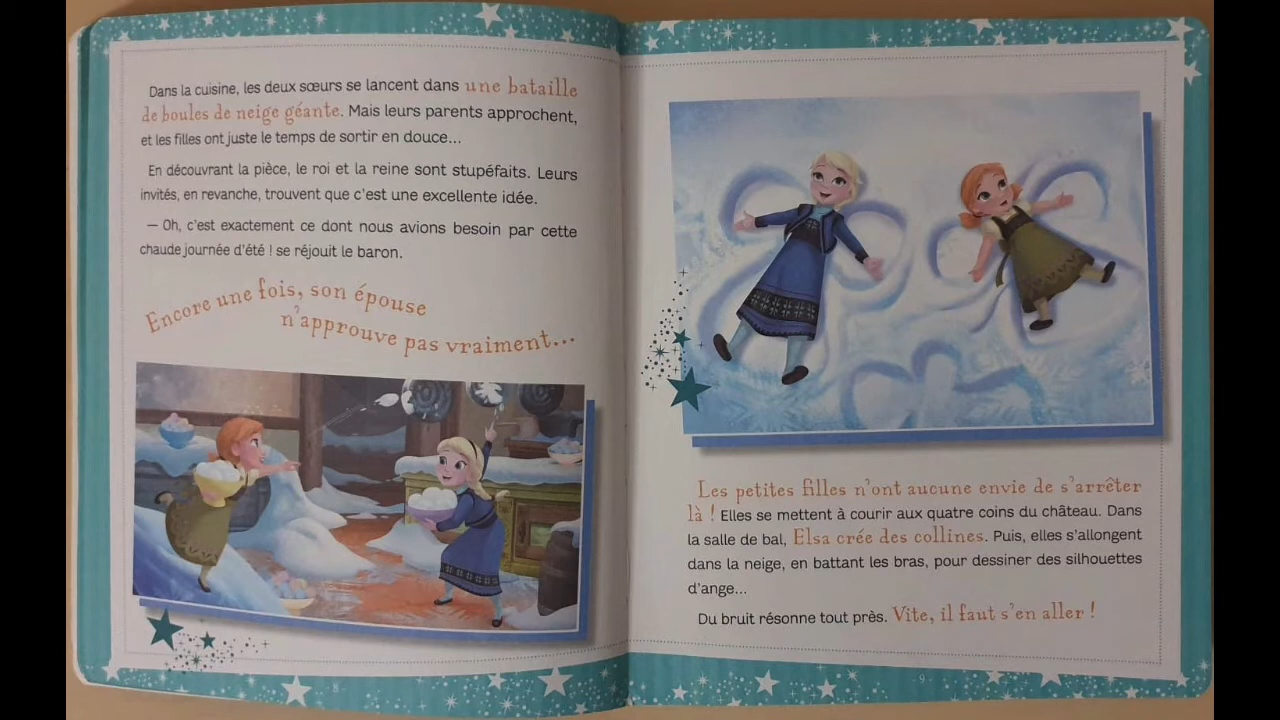 Dans la cuisine, les deux sœurs se lancent dans une bataille
de boules de neige géante. Mais leurs parents approchent,
et les filles ont juste le temps de sortir en douce...
En découvrant la pièce, le roi et la reine sont stupéfaits. Leurs
invités, en revanche, trouvent que c'est une excellente idée.
— Oh, c'est exactement ce dont nous avions besoin par cette
chaude journée d'été ! se réjouit le baron.
Encore une fois, son épouse
n'approuve pas vraiment...
8
Les petites filles n'ont aucune envie de s'arrêter
là ! Elles se mettent à courir aux quatre coins du château. Dans
la salle de bal, Elsa crée des collines. Puis, elles s'allongent
dans la neige, en battant les bras, pour dessiner des silhouettes
d'ange...
Du bruit résonne tout près. Vite, il faut s'en aller !
9